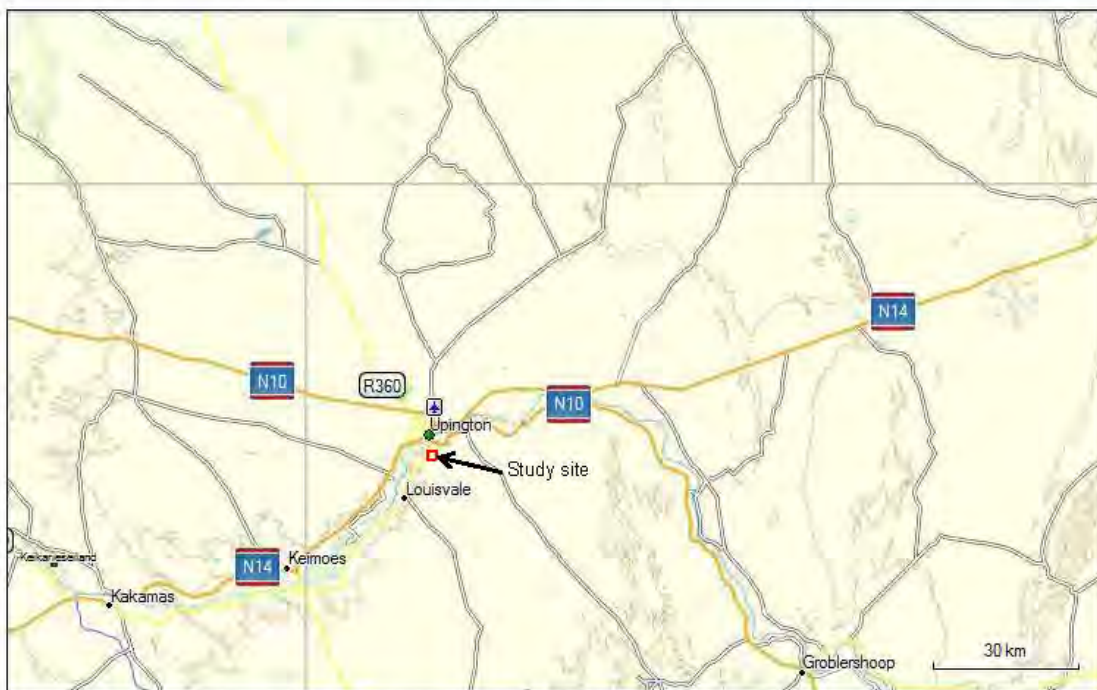 N14
R360
N10
N10
Upington
Study site
Louisvale
Keimoes
N14
Kakamas
Groblershoop
30 km